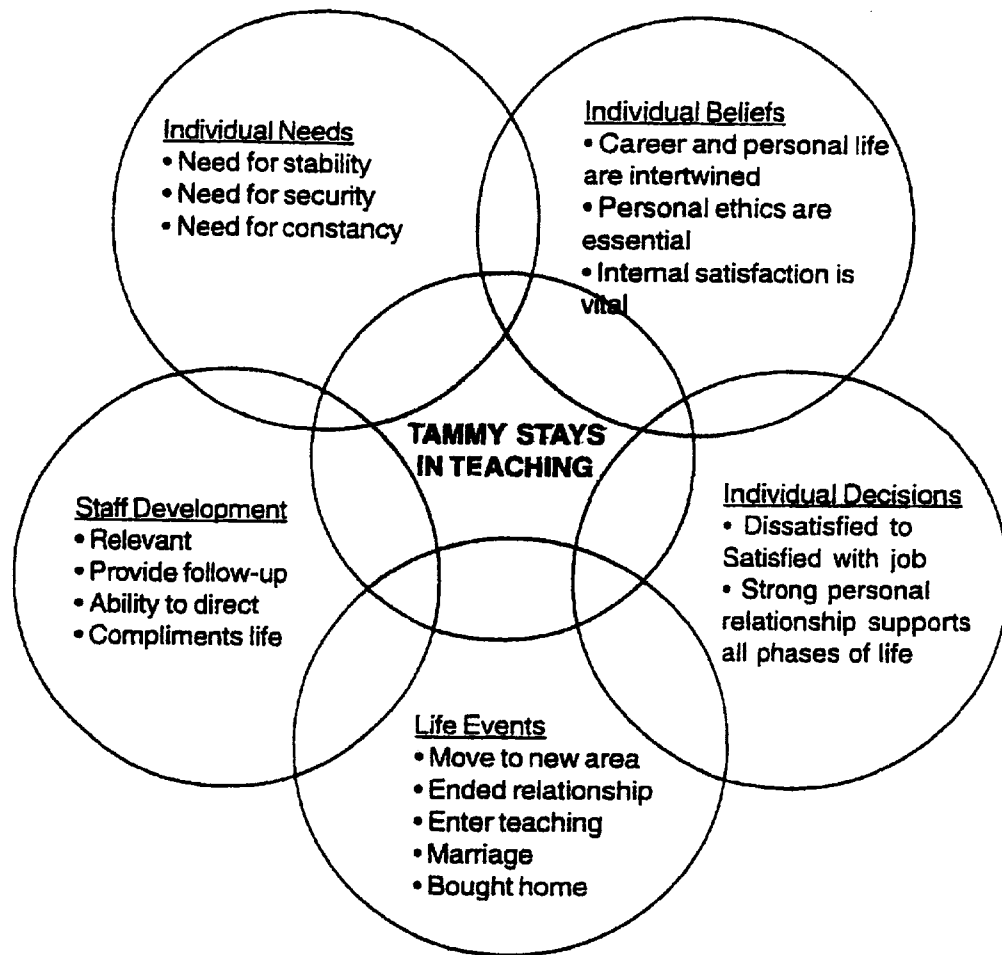 Individual Needs
• Need for stability
• Need for security
• Need for constancy
Individual Beliefs
• Career and personal life
are intertwined
• Personal ethics are
essential
• Internal satisfaction is
vital
TAMMY STAYS
IN TEACHING
Staff Development
• Relevant
• Provide follow-up
• Ability to direct
• Compliments life
Individual Decisions
• Dissatisfied to
Satisfied with job
• Strong personal
relationship supports
all phases of life
Life Events
• Move to new area
• Ended relationship
• Enter teaching
• Marriage
• Bought home